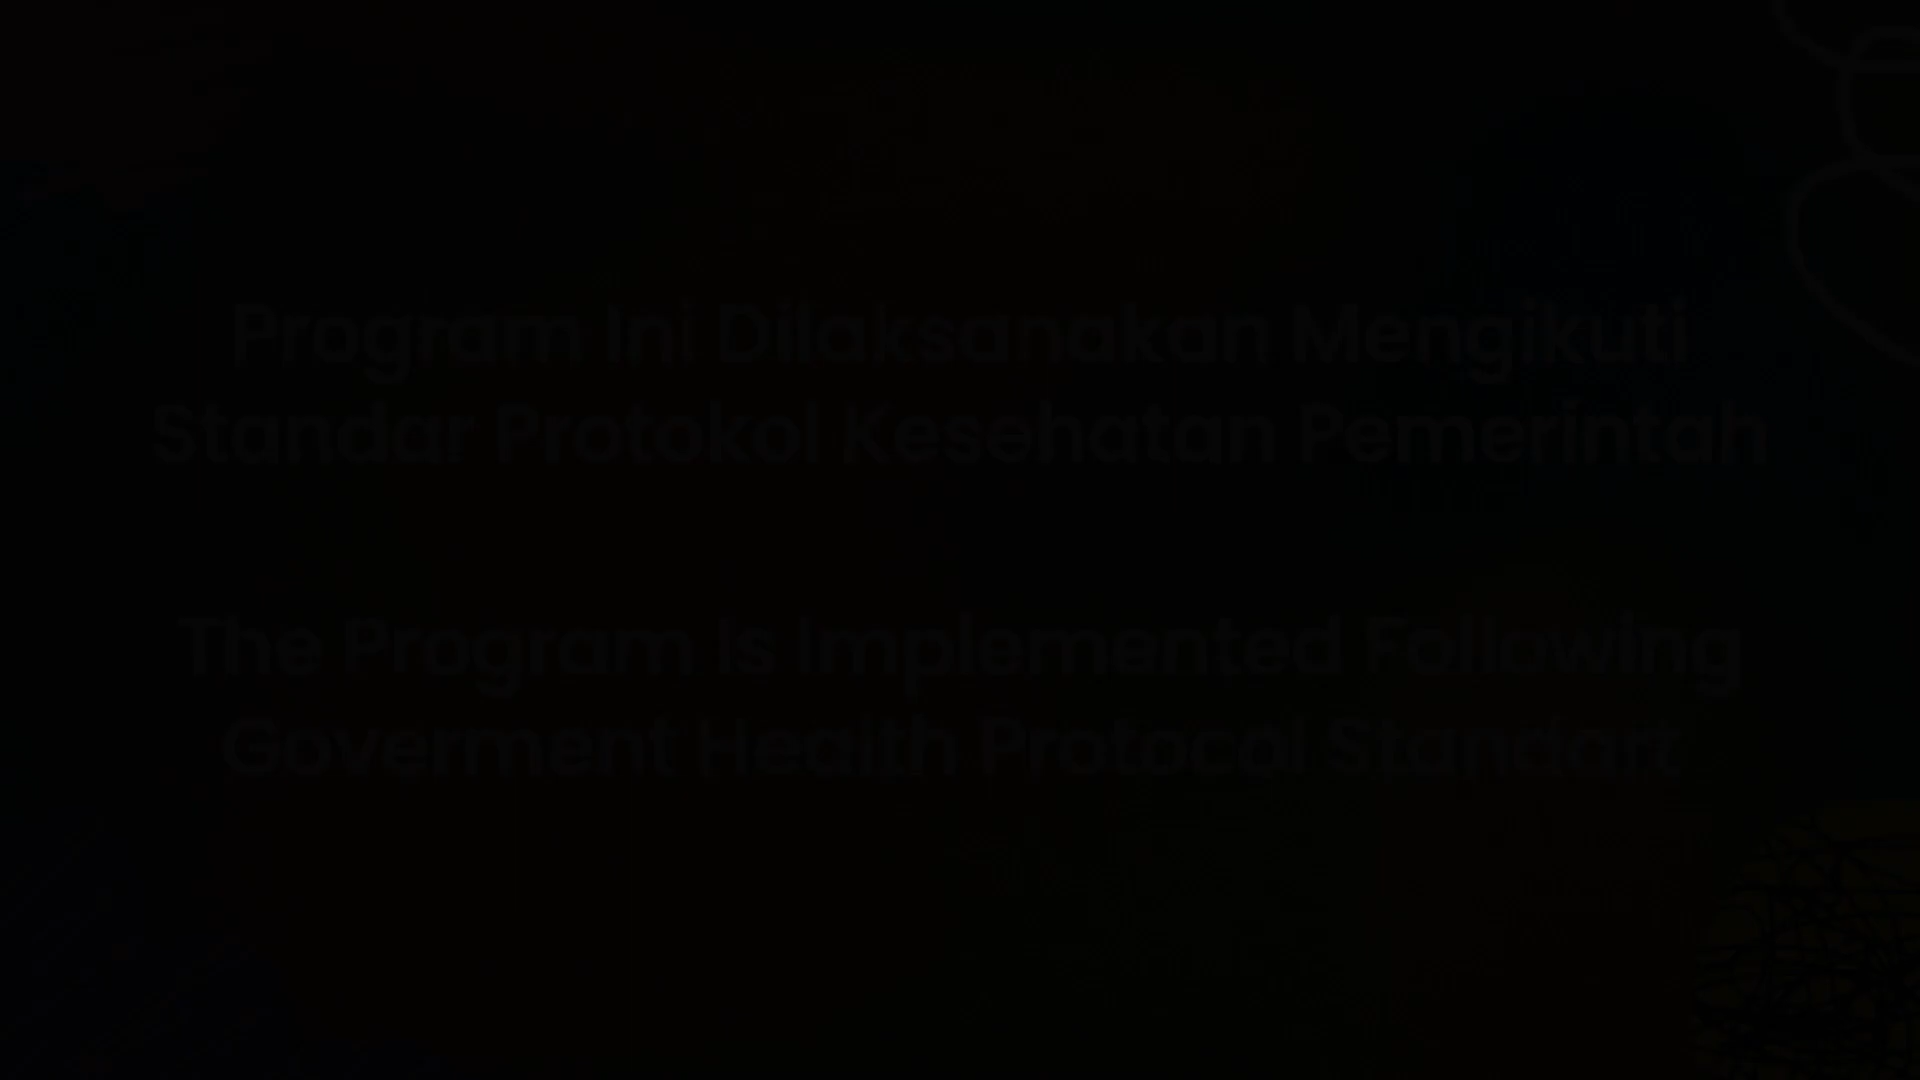 Program Ini Dilaksanakan Mengikuti
Standar Protokol Kesehatan Pemerintah
The Program Is Implemented Following
Goverment Health Protocol Standart